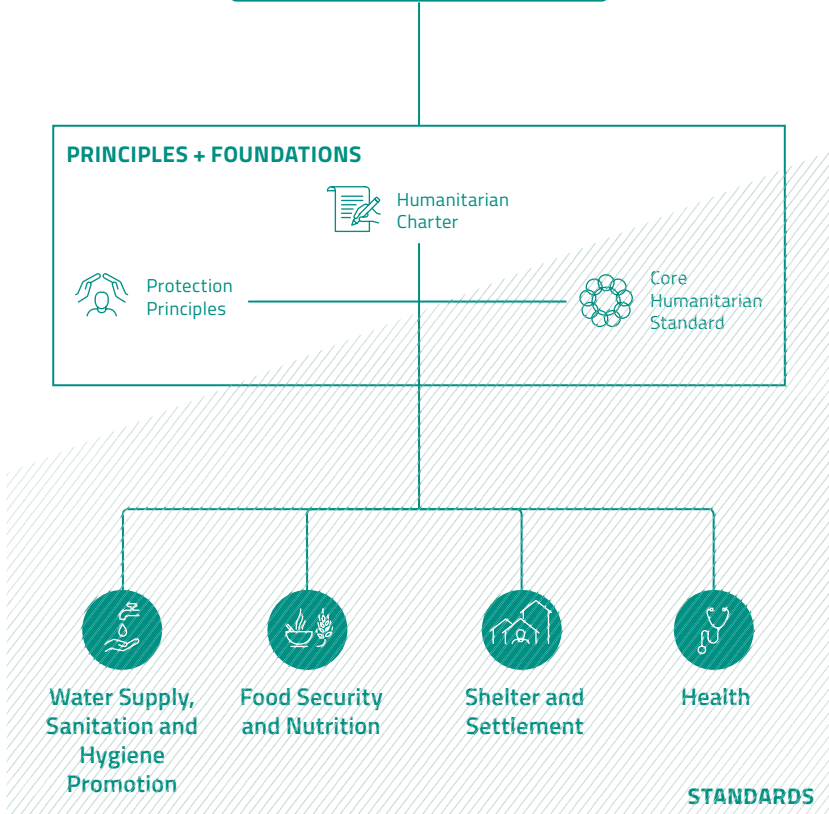 PRINCIPLES + FOUNDATIONS
Humanitarian
Charter
Protection
Principles
Core
Humanitarian
Standard
Water Supply,
Sanitation and
Hygiene
Promotion
Food Security
and Nutrition
Shelter and
Settlement
Health
STANDARDS